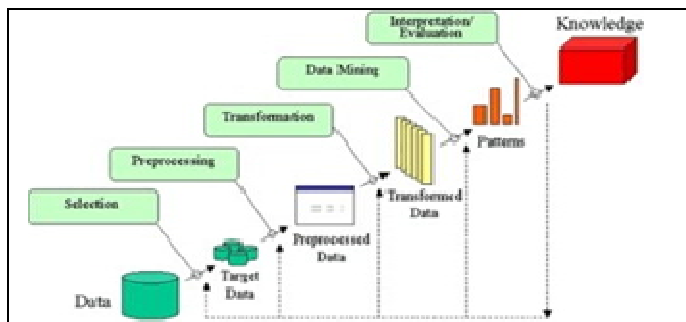 Interpretation/
Evaluation
Knowledge
Data Mining
Transformation
Patterns
Preprocessing
Transformed
Data
Selection
Preprocessed
Data
Target
Data
Data